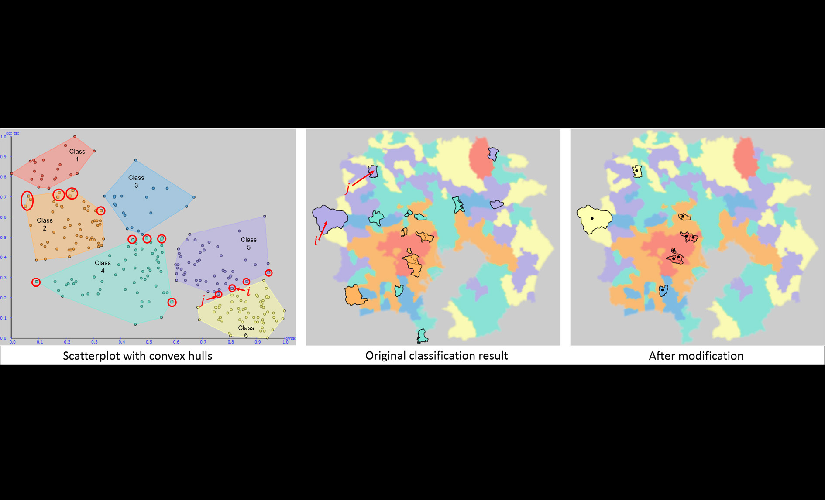 Class
1
Class
2
Class
3
Class
4
Class
5
Class
6
Scatterplot with convex hulls
Original classification result
After modification